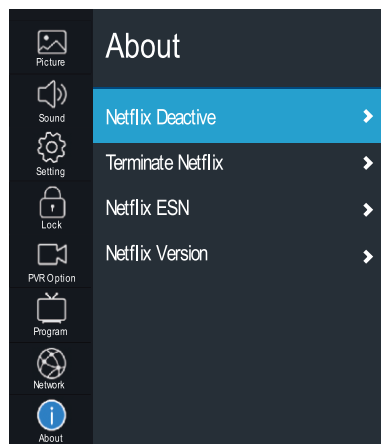 Picture
Sound
Setting
Lock
PVR Option
Program
Network
About
About
Netflix Deactive
Terminate Netflix
Netflix ESN
Netflix Version